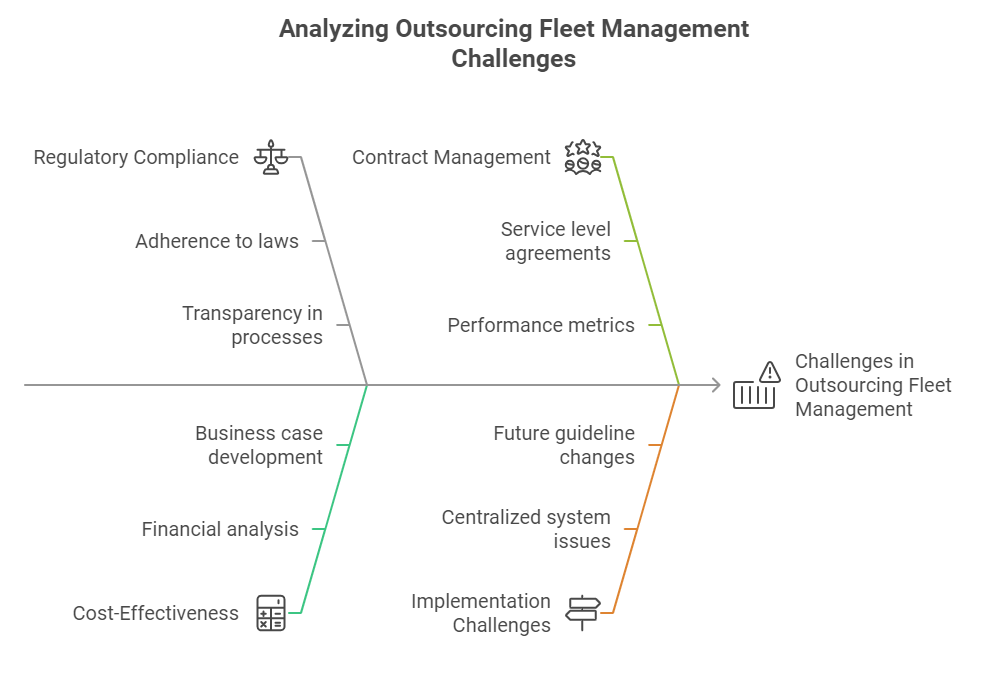 Analyzing Outsourcing Fleet Management
Challenges
Regulatory Compliance
Adherence to laws
Transparency in
processes
Contract Management
Service level
agreements
Performance metrics
Challenges in
Outsourcing Fleet
Management
Business case
development
Financial analysis
Cost-Effectiveness
Future guideline
changes
Centralized system
issues
Implementation
Challenges